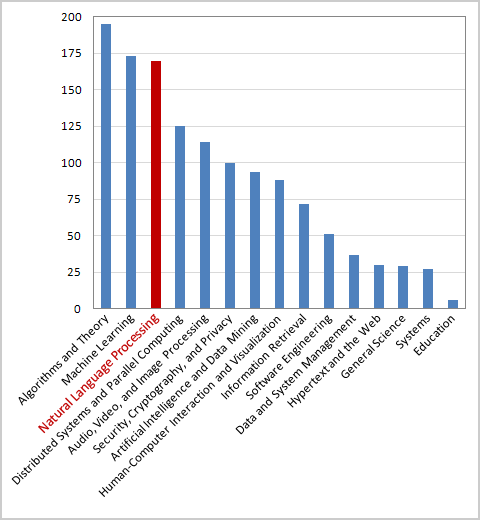 200
175
150
125
100
75
50
25
0
Algorithms and Theory
Machine Learning
Natural Language Processing
Distributed Systems and Parallel Computing
Audio, Video, and Image Processing
Security, Cryptography, and Privacy
Artificial Intelligence and Data Mining
Human-Computer Interaction and Visualization
Information Retrieval
Software Engineering
Data and System Management
Hypertext and the Web
General Science
Systems
Education